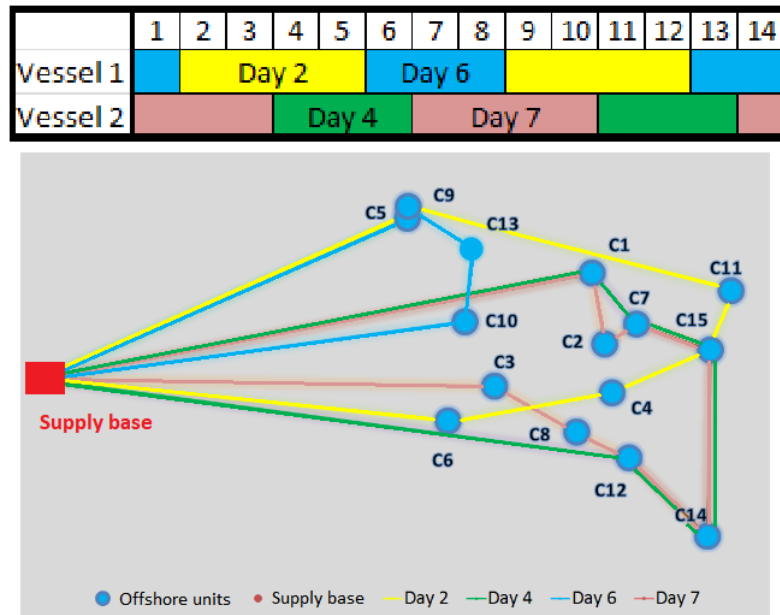 1 2 3 4 5 6 7 8 9 10 11 12 13 14
Vessel 1 Day 2 Day 6
Vessel 2 Day 4 Day 7
C9
C5
C13
C1
C11
C7
C15
C10
C2
C3
C4
Supply base
C8
C6
C12
C14
Offshore units Supply base Day 2 Day 4 Day 6 Day 7